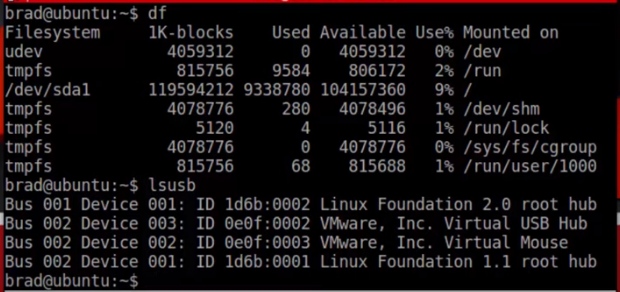 brad@ubuntu:~$ df
Filesystem     1K-blocks    Used Available Use% Mounted on
udev             4059312       0   4059312   0% /dev
tmpfs             815756    9584    806172   2% /run
/dev/sda1      119594212 9338780 104157360   9% /
tmpfs            4078776     280   4078496   1% /dev/shm
tmpfs               5120       4      5116   1% /run/lock
tmpfs            4078776       0   4078776   0% /sys/fs/cgroup
tmpfs             815756      68    815688   1% /run/user/1000
brad@ubuntu:~$ lsusb
Bus 001 Device 001: ID 1d6b:0002 Linux Foundation 2.0 root hub
Bus 002 Device 003: ID 0e0f:0002 VMware, Inc. Virtual USB Hub
Bus 002 Device 002: ID 0e0f:0003 VMware, Inc. Virtual Mouse
Bus 002 Device 001: ID 1d6b:0001 Linux Foundation 1.1 root hub
brad@ubuntu:~$